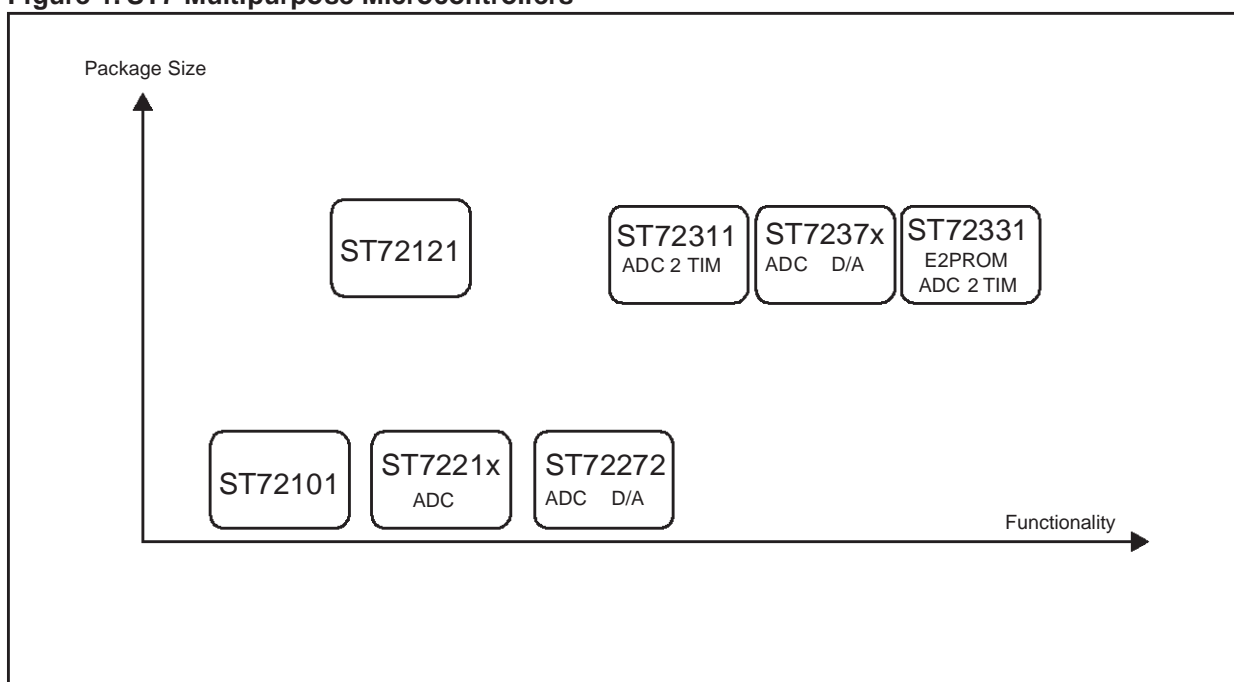 Figure 1. ST7 Multipurpose Microcontrollers
Package Size
ST72121
ST72311
ADC 2 TIM
ST7237x
ADC D/A
ST72331
E2PROM
ADC 2 TIM
ST72101
ST7221x
ADC
ST72272
ADC D/A
Functionality